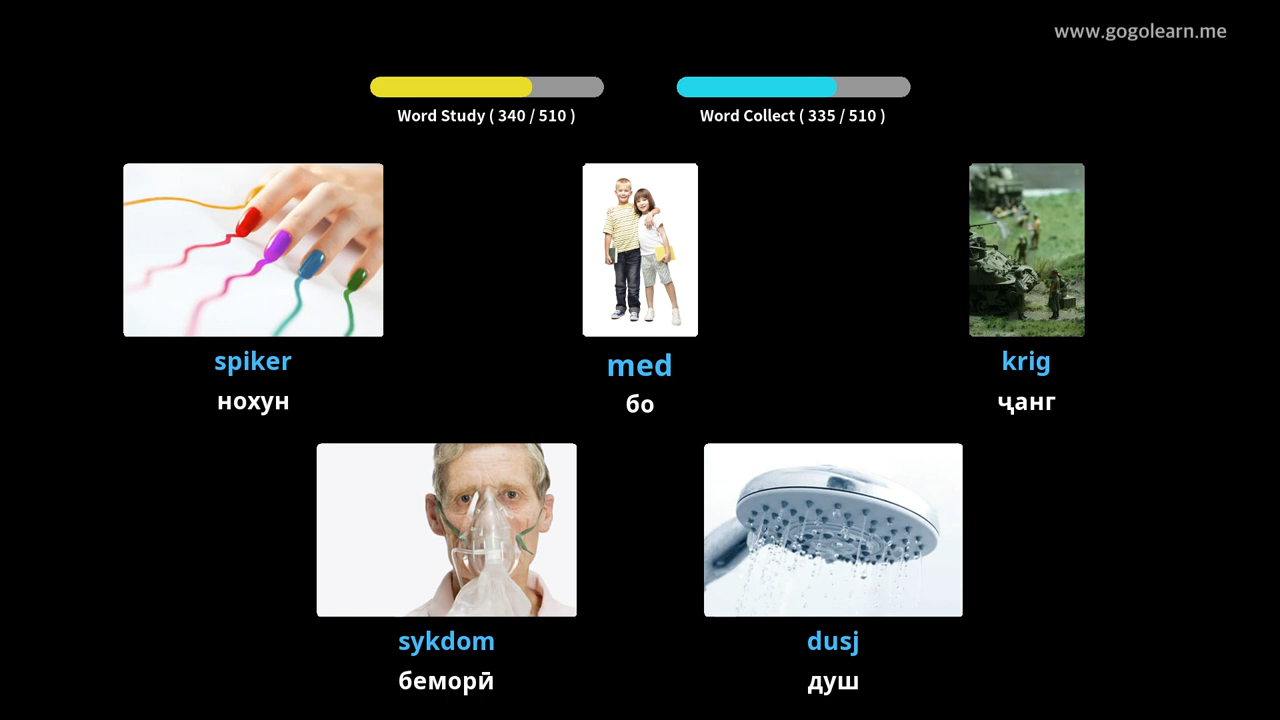 www.gogolearn.me
Word Study ( 340 / 510 )
Word Collect ( 335 / 510 )
spiker
нохун
med
бо
krig
ҷанг
sykdom
беморӣ
dusj
душ